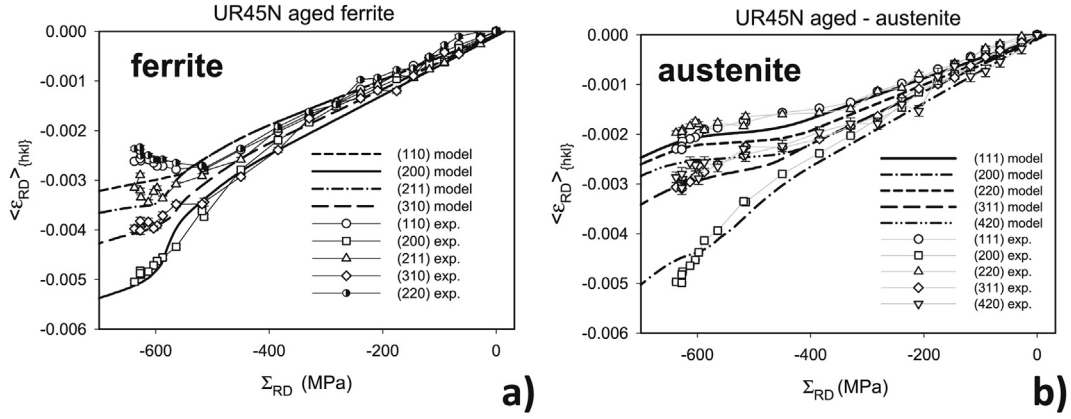 UR45N aged ferrite
0.000
-0.001
-0.002
-0.003
-0.004
-0.005
-0.006
<εRD>{hkl}
ferrite
(110) model
(200) model
(211) model
(310) model
(110) exp.
(200) exp.
(211) exp.
(310) exp.
(220) exp.
-600
-400
-200
0
ΣRD (MPa)
a)
UR45N aged - austenite
0.000
-0.001
-0.002
-0.003
-0.004
-0.005
-0.006
<εRD>{hkl}
austenite
(111) model
(200) model
(220) model
(311) model
(420) model
(111) exp.
(200) exp.
(220) exp.
(311) exp.
(420) exp.
-600
-400
-200
0
ΣRD (MPa)
b)